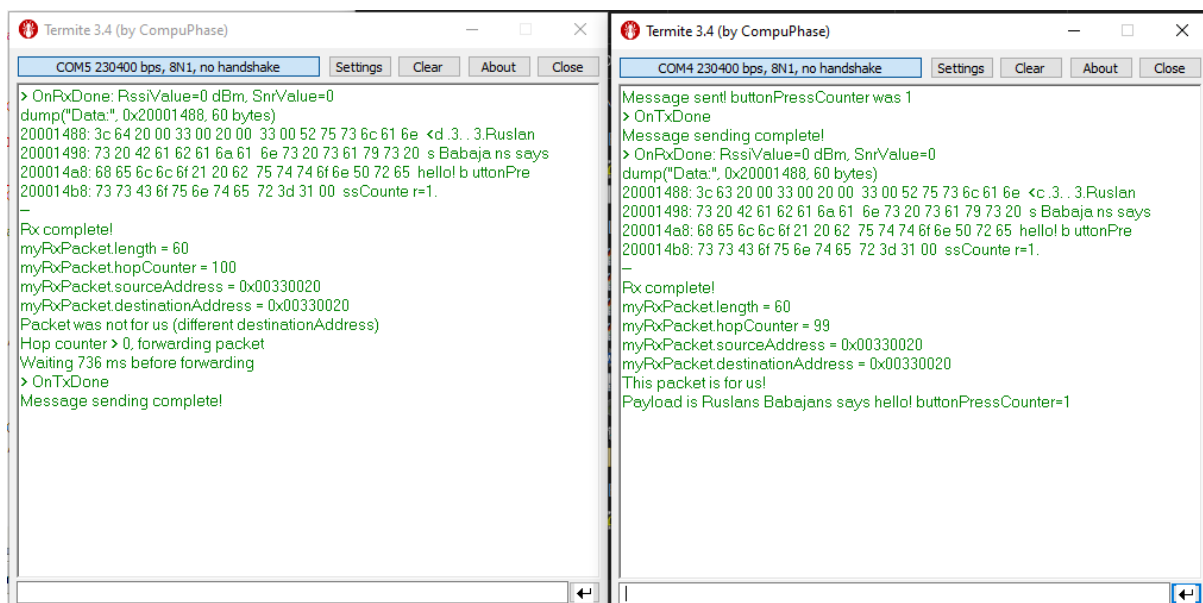 Termite 3.4 (by CompuPhase)
COM5 230400 bps, 8N1, no handshake Settings Clear About Close
> OnRxDone: RssiValue=0 dBm, SnrValue=0
dump("Data:", 0x20001488, 60 bytes)
20001488: 3c 64 20 00 33 00 20 00  33 00 52 75 73 6c 61 6e  <d .3. .3.Ruslan
20001498: 73 20 42 61 62 61 6a 61  6e 73 20 73 61 79 73 20  s Babaja ns says
200014a8: 68 65 6c 6c 6f 21 20 62  75 74 74 6f 6e 50 72 65  hello! b uttonPre
200014b8: 73 73 43 6f 75 6e 74 65  72 3d 31 00  ssCounte r=1.
--
Rx complete!
myRxPacket.length = 60
myRxPacket.hopCounter = 100
myRxPacket.sourceAddress = 0x00330020
myRxPacket.destinationAddress = 0x00330020
Packet was not for us (different destinationAddress)
Hop counter > 0, forwarding packet
Waiting 736 ms before forwarding
> OnTxDone
Message sending complete!
Termite 3.4 (by CompuPhase)
COM4 230400 bps, 8N1, no handshake Settings Clear About Close
Message sent! buttonPressCounter was 1
> OnTxDone
Message sending complete!
> OnRxDone: RssiValue=0 dBm, SnrValue=0
dump("Data:", 0x20001488, 60 bytes)
20001488: 3c 63 20 00 33 00 20 00  33 00 52 75 73 6c 61 6e  <c .3. .3.Ruslan
20001498: 73 20 42 61 62 61 6a 61  6e 73 20 73 61 79 73 20  s Babaja ns says
200014a8: 68 65 6c 6c 6f 21 20 62  75 74 74 6f 6e 50 72 65  hello! b uttonPre
200014b8: 73 73 43 6f 75 6e 74 65  72 3d 31 00  ssCounte r=1.
--
Rx complete!
myRxPacket.length = 60
myRxPacket.hopCounter = 99
myRxPacket.sourceAddress = 0x00330020
myRxPacket.destinationAddress = 0x00330020
This packet is for us!
Payload is Ruslans Babajans says hello! buttonPressCounter=1